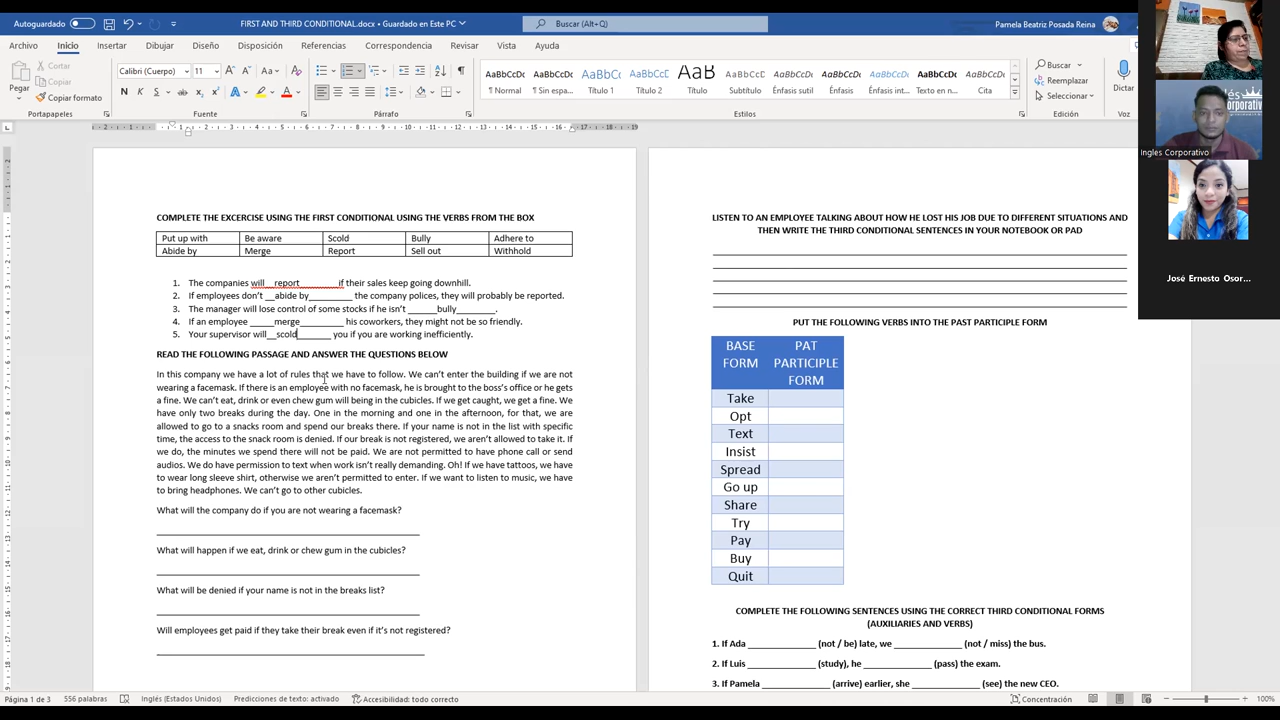 Autoguardado
FIRST AND THIRD CONDITIONAL.docx • Guardado en Este PC
Buscar (Alt+Q)
Pamela Beatriz Posada Reina
Archivo Inicio Insertar Dibujar Diseño Disposición Referencias Correspondencia Revisar Vista Ayuda
Pegar
Cortar
Copiar
Copiar formato
Portapapeles
Calibri (Cuerpo) 11
Fuente
Párrafo
AaBbCcDc AaBbCcDc AaBbCc AaBbCcD AaB AaBbCcD AaBbCcDc AaBbCcDc AaBbCcDc AaBbCcDc AaBbCcDc
¶ Normal ¶ Sin espa... Título 1 Título 2 Título Subtítulo Énfasis sutil Énfasis Énfasis int... Texto en n... Cita
Estilos
Buscar
Reemplazar
Seleccionar
Edición
Dictar
Voz
Ingles Corporativo
José Ernesto Osor...
COMPLETE THE EXCERCISE USING THE FIRST CONDITIONAL USING THE VERBS FROM THE BOX
Put up with Be aware Scold Bully Adhere to
Abide by Merge Report Sell out Withhold
1. The companies will__report________if their sales keep going downhill.
2. If employees don't __abide by__________ the company polices, they will probably be reported.
3. The manager will lose control of some stocks if he isn't _______bully_________.
4. If an employee ______merge__________ his coworkers, they might not be so friendly.
5. Your supervisor will__scold________ you if you are working inefficiently.
READ THE FOLLOWING PASSAGE AND ANSWER THE QUESTIONS BELOW
In this company we have a lot of rules that we have to follow. We can't enter the building if we are not
wearing a facemask. If there is an employee with no facemask, he is brought to the boss's office or he gets
a fine. We can't eat, drink or even chew gum will being in the cubicles. If we get caught, we get a fine. We
have only two breaks during the day. One in the morning and one in the afternoon, for that, we are
allowed to go to a snacks room and spend our breaks there. If your name is not in the list with specific
time, the access to the snack room is denied. If our break is not registered, we aren't allowed to take it. If
we do, the minutes we spend there will not be paid. We are not permitted to have phone call or send
audios. We do have permission to text when work isn't really demanding. Oh! If we have tattoos, we have
to wear long sleeve shirt, otherwise we aren't permitted to enter. If we want to listen to music, we have
to bring headphones. We can't go to other cubicles.
What will the company do if you are not wearing a facemask?
What will happen if we eat, drink or chew gum in the cubicles?
What will be denied if your name is not in the breaks list?
Will employees get paid if they take their break even if it's not registered?
LISTEN TO AN EMPLOYEE TALKING ABOUT HOW HE LOST HIS JOB DUE TO DIFFERENT SITUATIONS AND
THEN WRITE THE THIRD CONDITIONAL SENTENCES IN YOUR NOTEBOOK OR PAD
PUT THE FOLLOWING VERBS INTO THE PAST PARTICIPLE FORM
BASE FORM PAT PARTICIPLE FORM
Take
Opt
Text
Insist
Spread
Go up
Share
Try
Pay
Buy
Quit
COMPLETE THE FOLLOWING SENTENCES USING THE CORRECT THIRD CONDITIONAL FORMS
(AUXILIARIES AND VERBS)
1. If Ada ______________ (not / be) late, we ______________ (not / miss) the bus.
2. If Luis ______________ (study), he ______________ (pass) the exam.
3. If Pamela ______________ (arrive) earlier, she ______________ (see) the new CEO.
Página 1 de 3 556 palabras Inglés (Estados Unidos) Predicciones de texto: activado Accesibilidad: todo correcto Concentración 100%